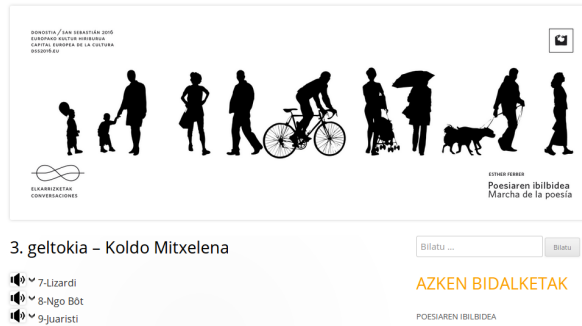 DONOSTIA / SAN SEBASTIÁN 2016
EUROPAKO KULTUR HIRIBURUA
CAPITAL EUROPEA DE LA CULTURA
DSS2016.EU
ELKARRIZKETAK
CONVERSACIONES
ESTHER FERRER
Poesiaren ibilbidea
Marcha de la poesía
3. geltokia – Koldo Mitxelena
7-Lizardi
8-Ngo Bôt
9-Juaristi
Bilatu ...
Bilatu
AZKEN BIDALKETAK
POESIAREN IBILBIDEA